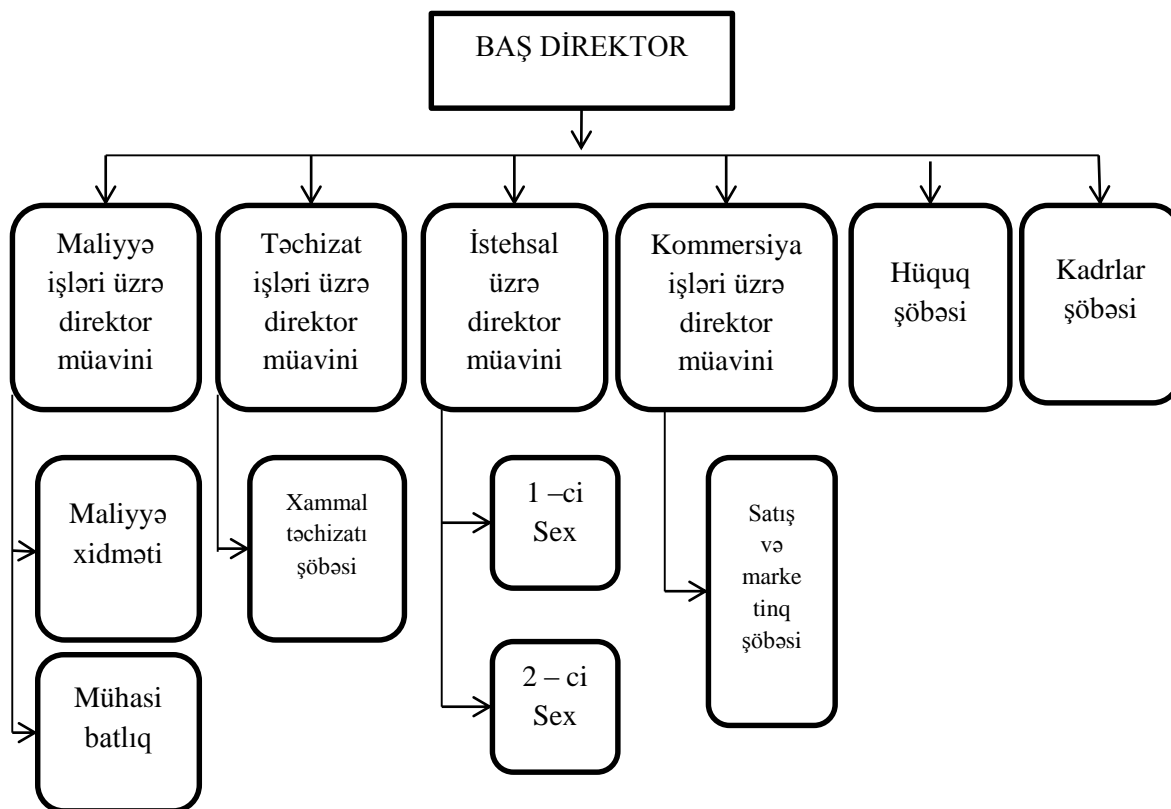 BAŞ DİREKTOR
Maliyyə
işləri üzrə
direktor
müavini
Təchizat
işləri üzrə
direktor
müavini
İstehsal
üzrə
direktor
müavini
Kommersiya
işləri üzrə
direktor
müavini
Hüquq
şöbəsi
Kadrlar
şöbəsi
Maliyyə
xidməti
Xammal
təchizatı
şöbəsi
1 –ci
Sex
Satış
və
marke
tinq
şöbəsi
Mühasi
batlıq
2 – ci
Sex